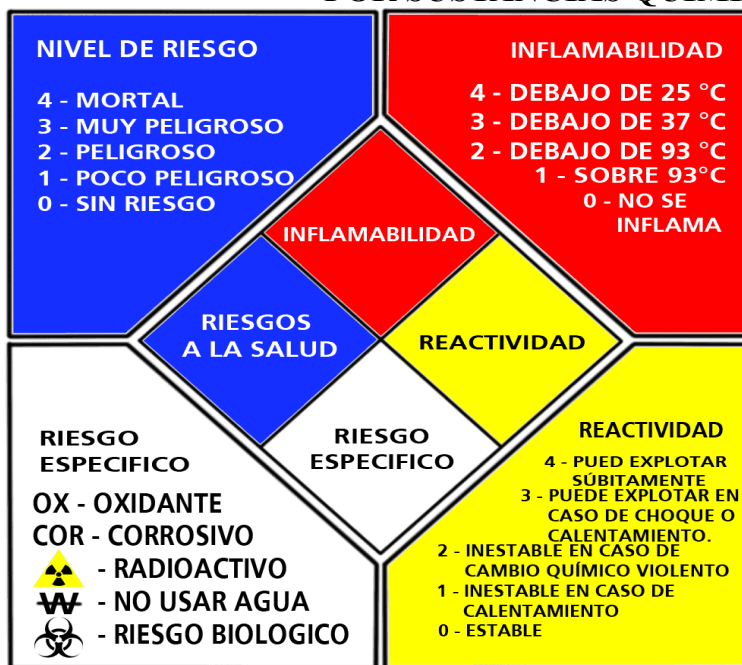 NIVEL DE RIESGO
4 - MORTAL
3 - MUY PELIGROSO
2 - PELIGROSO
1 - POCO PELIGROSO
0 - SIN RIESGO
INFLAMABILIDAD
4 - DEBAJO DE 25 °C
3 - DEBAJO DE 37 °C
2 - DEBAJO DE 93 °C
1 - SOBRE 93°C
0 - NO SE
INFLAMA
INFLAMABILIDAD
RIESGOS
A LA SALUD
REACTIVIDAD
RIESGO
ESPECIFICO
RIESGO
ESPECIFICO
OX - OXIDANTE
COR - CORROSIVO
- RADIOACTIVO
W - NO USAR AGUA
- RIESGO BIOLOGICO
REACTIVIDAD
4 - PUED EXPLOTAR
SÚBITAMENTE
3 - PUEDE EXPLOTAR EN
CASO DE CHOQUE O
CALENTAMIENTO.
2 - INESTABLE EN CASO DE
CAMBIO QUÍMICO VIOLENTO
1 - INESTABLE EN CASO DE
CALENTAMIENTO
0 - ESTABLE